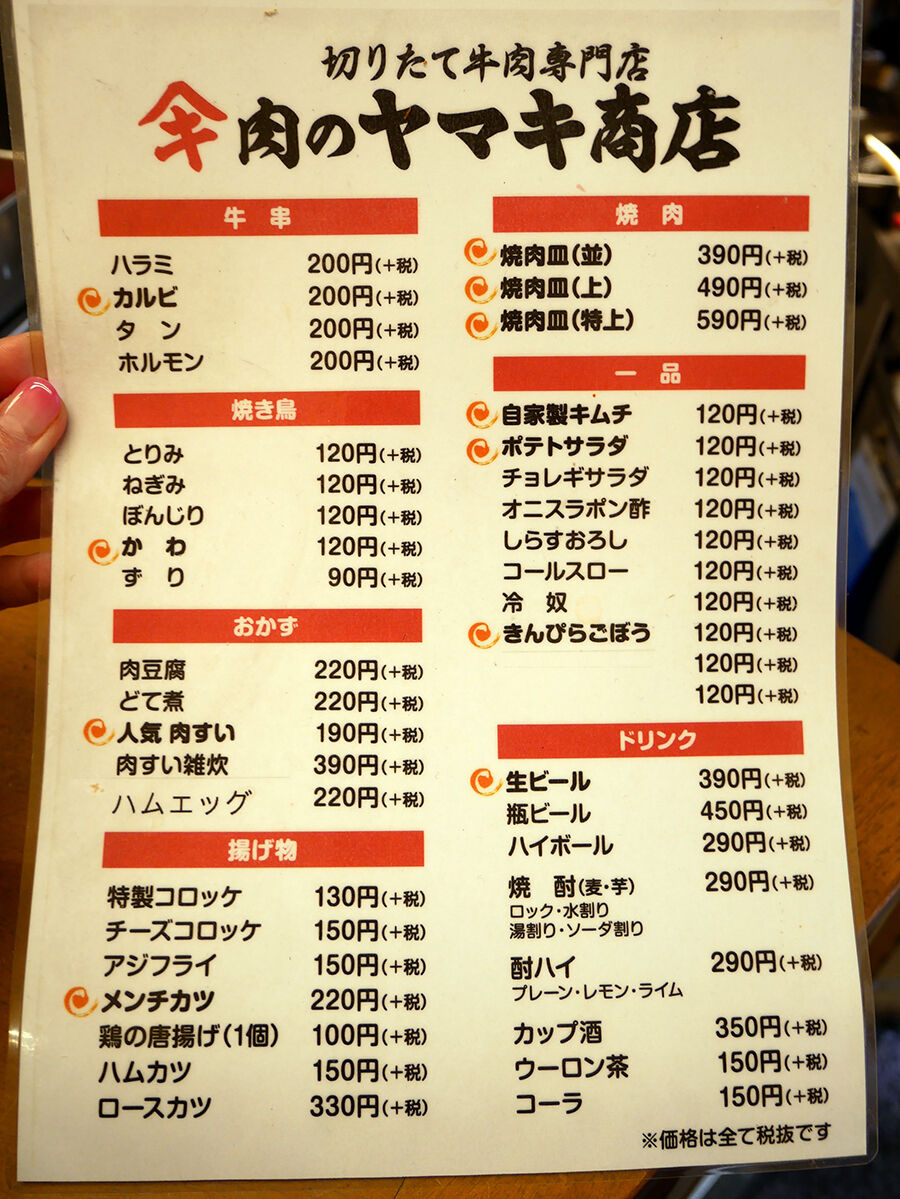 切りたて牛肉専門店
キ 肉のヤマキ商店
牛 串
ハラミ 200円(+税)
カルビ 200円(+税)
タ ン 200円(+税)
ホルモン 200円(+税)
焼き鳥
とりみ 120円(+税)
ねぎみ 120円(+税)
ぼんじり 120円(+税)
か わ 120円(+税)
ず り 90円(+税)
おかず
肉豆腐 220円(+税)
どて煮 220円(+税)
人気 肉すい 190円(+税)
肉すい雑炊 390円(+税)
ハムエッグ 220円(+税)
揚げ物
特製コロッケ 130円(+税)
チーズコロッケ 150円(+税)
アジフライ 150円(+税)
メンチカツ 220円(+税)
鶏の唐揚げ(1個) 100円(+税)
ハムカツ 150円(+税)
ロースカツ 330円(+税)
焼 肉
焼肉皿(並) 390円(+税)
焼肉皿(上) 490円(+税)
焼肉皿(特上) 590円(+税)
一 品
自家製キムチ 120円(+税)
ポテトサラダ 120円(+税)
チョレギサラダ 120円(+税)
オニスラポン酢 120円(+税)
しらすおろし 120円(+税)
コールスロー 120円(+税)
冷 奴 120円(+税)
きんぴらごぼう 120円(+税)
120円(+税)
120円(+税)
ドリンク
生ビール 390円(+税)
瓶ビール 450円(+税)
ハイボール 290円(+税)
焼 酎(麦・芋) 290円(+税)
ロック・水割り
湯割り・ソーダ割り
酎ハイ 290円(+税)
プレーン・レモン・ライム
カップ酒 350円(+税)
ウーロン茶 150円(+税)
コーラ 150円(+税)
※価格は全て税抜です